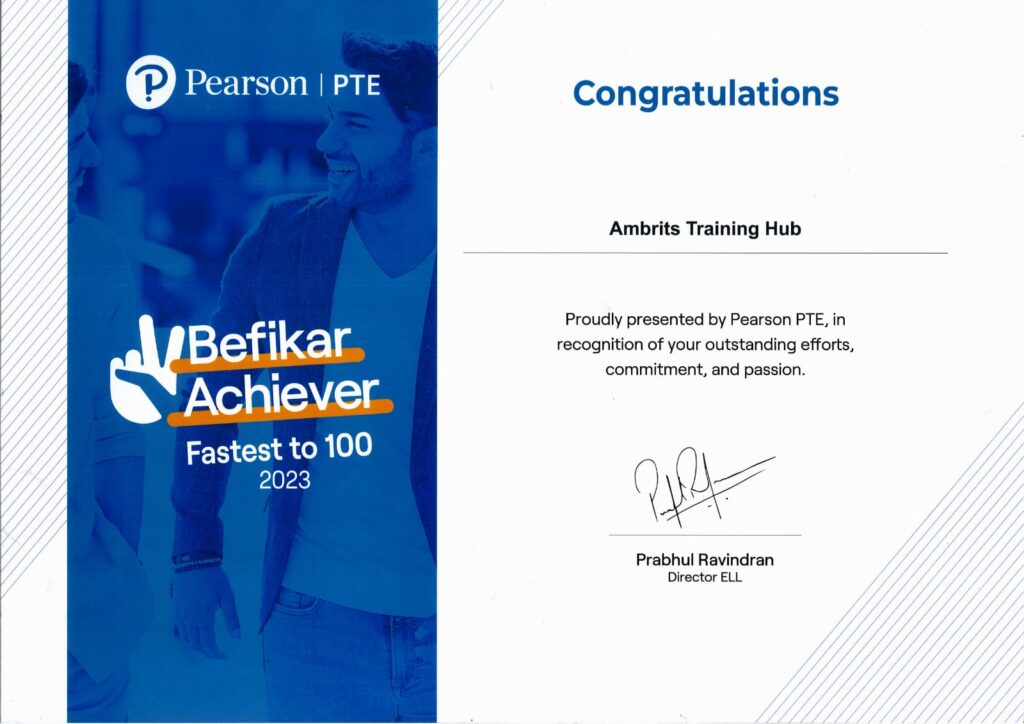 Pearson | PTE
Befikar
Achiever
Fastest to 100
2023
Congratulations
Ambrits Training Hub
Proudly presented by Pearson PTE, in
recognition of your outstanding efforts,
commitment, and passion.
Prabhul Ravindran
Director ELL